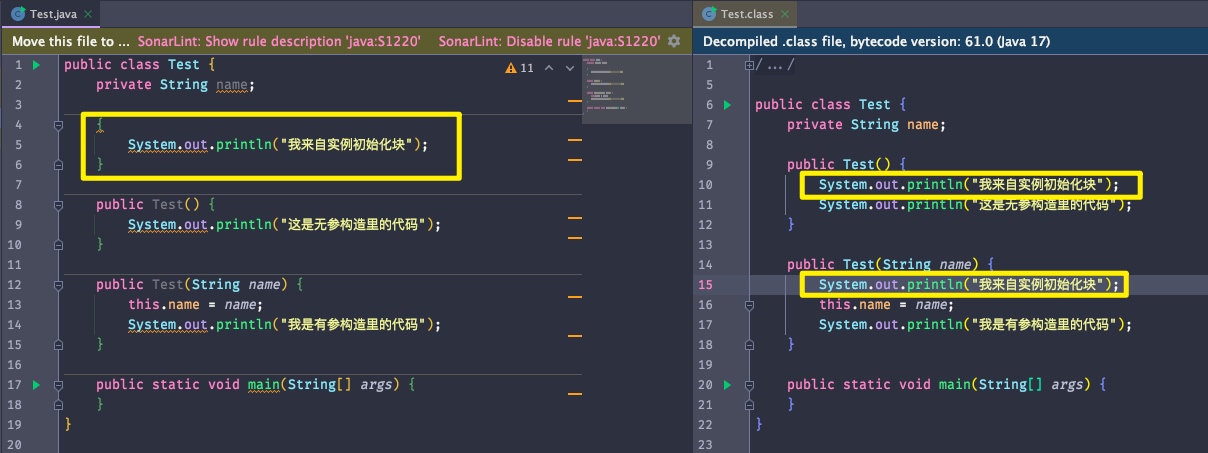 Test.java
Move this file to ... SonarLint: Show rule description 'java:S1220' SonarLint: Disable rule 'java:S1220'
11
1 public class Test {
2 private String name;
3
4 {
5 System.out.println("我来自实例初始化块");
6 }
7
8 public Test() {
9 System.out.println("这是无参构造里的代码");
10 }
11
12 public Test(String name) {
13 this.name = name;
14 System.out.println("我是有参构造里的代码");
15 }
16
17 public static void main(String[] args) {
18 }
19 }
20
Test.class
Decompiled .class file, bytecode version: 61.0 (Java 17)
1 /.../
6 public class Test {
7 private String name;
8
9 public Test() {
10 System.out.println("我来自实例初始化块");
11 System.out.println("这是无参构造里的代码");
12 }
13
14 public Test(String name) {
15 System.out.println("我来自实例初始化块");
16 this.name = name;
17 System.out.println("我是有参构造里的代码");
18 }
19
20 public static void main(String[] args) {
21 }
22 }
23